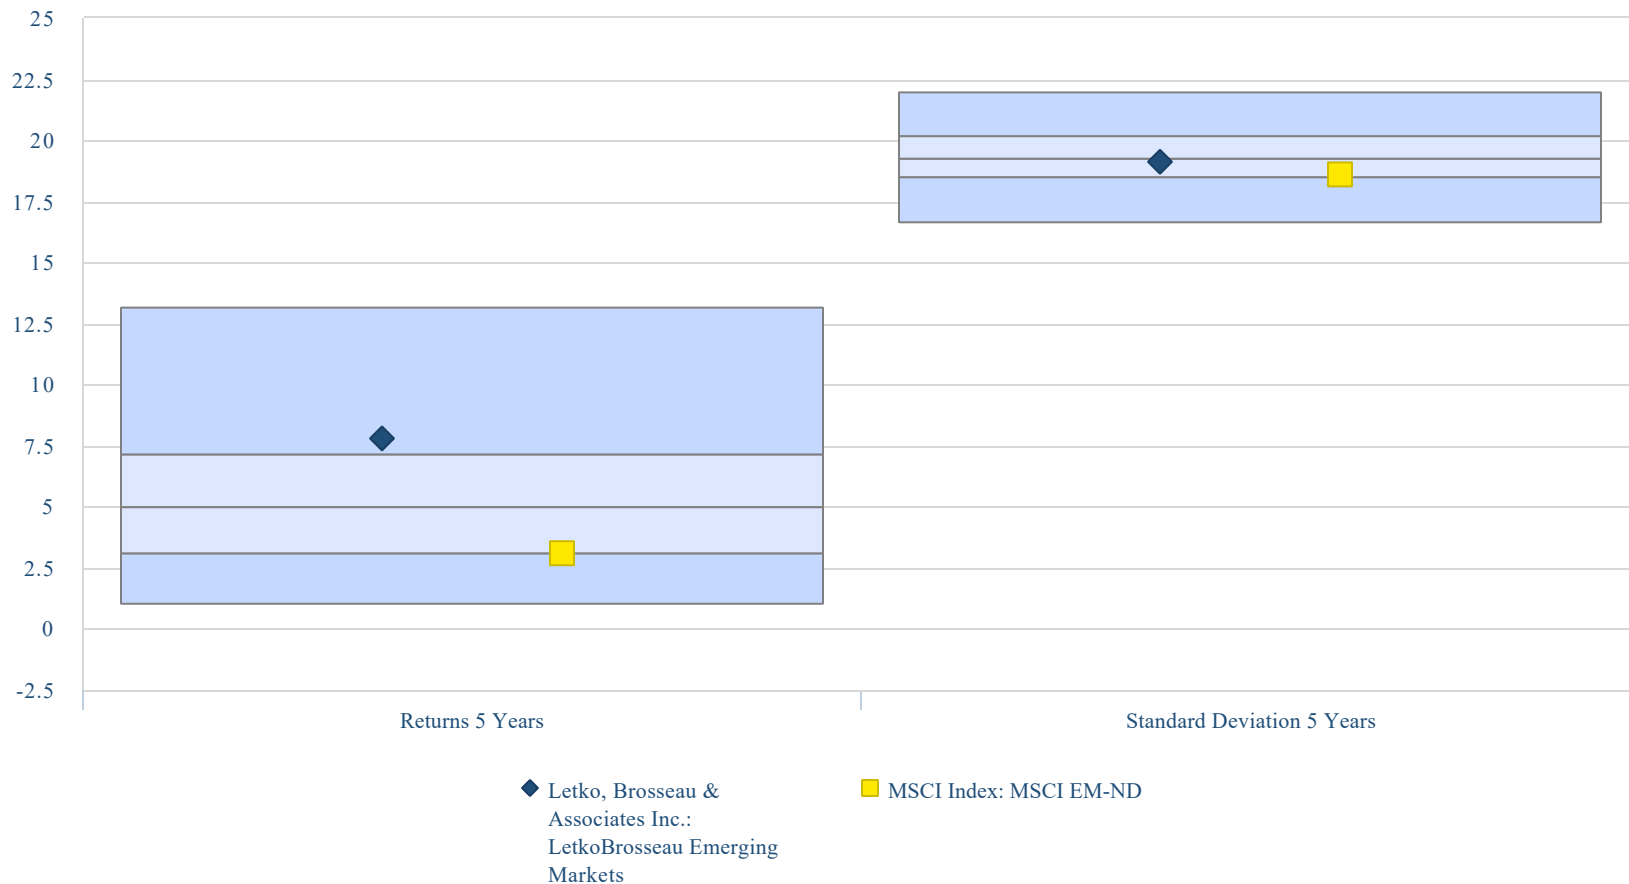 25
22.5
20
17.5
15
12.5
10
7.5
5
2.5
0
-2.5
Returns 5 Years
Standard Deviation 5 Years
Letko, Brosseau &
Associates Inc.:
LetkoBrosseau Emerging
Markets
MSCI Index: MSCI EM-ND